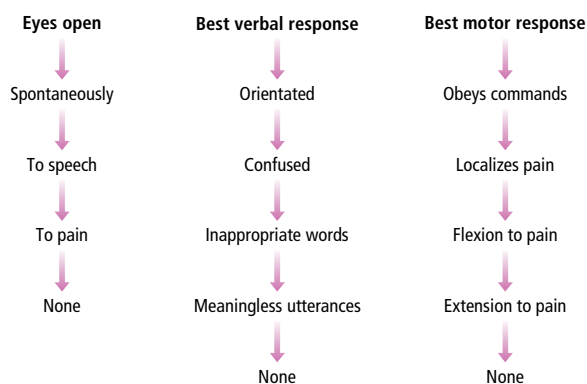 Eyes open
Spontaneously
To speech
To pain
None
Best verbal response
Orientated
Confused
Inappropriate words
Meaningless utterances
None
Best motor response
Obeys commands
Localizes pain
Flexion to pain
Extension to pain
None